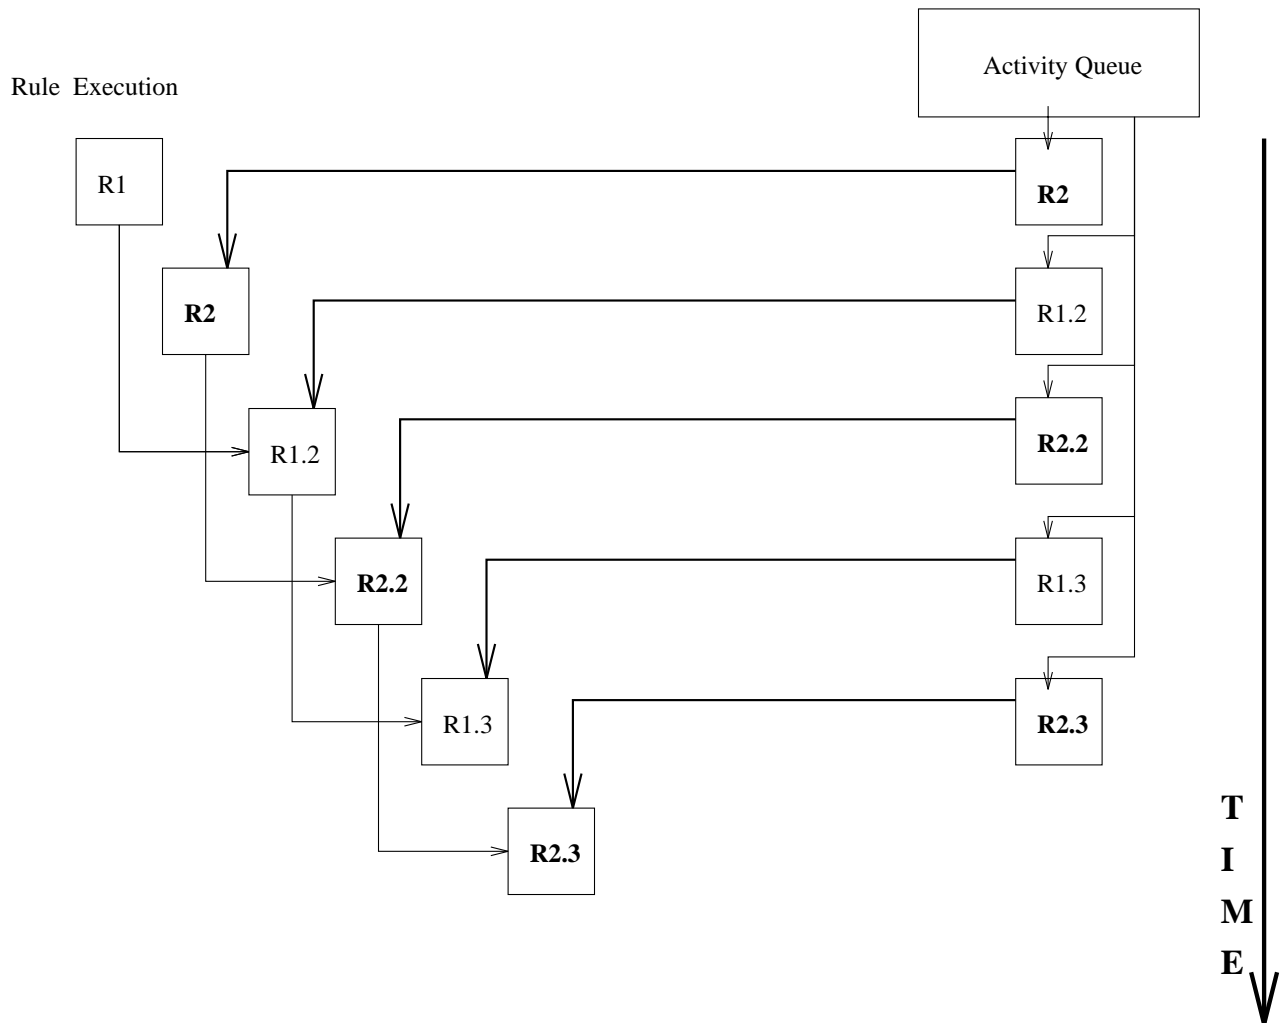 Activity Queue
Rule Execution
R1
R2
R2
R1.2
R2.2
R1.2
R2.2
R1.3
R1.3
R2.3
R2.3
T
I
M
E